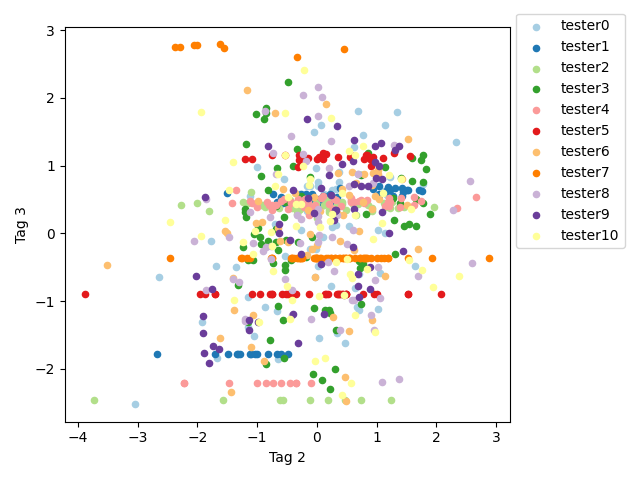 tester0
tester1
tester2
tester3
tester4
tester5
tester6
tester7
tester8
tester9
tester10
3
2
1
0
−1
−2
Tag 3
−4 −3 −2 −1 0 1 2 3
Tag 2